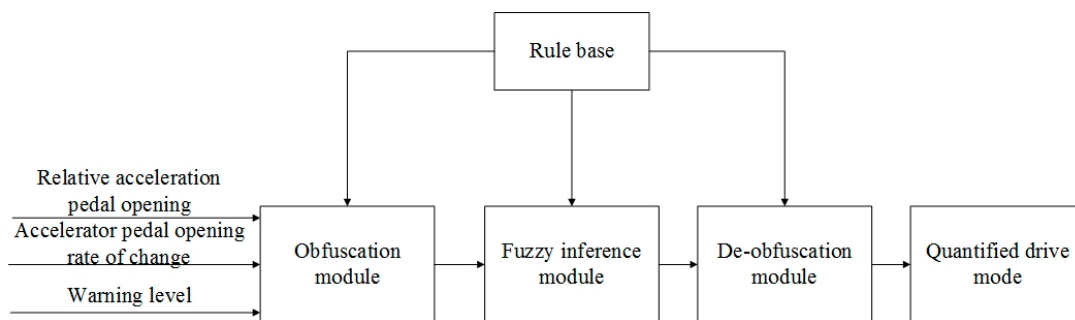 Rule base
Relative acceleration
pedal opening
Accelerator pedal opening
rate of change
Warning level
Obfuscation
module
Fuzzy inference
module
De-obfuscation
module
Quantified drive
mode